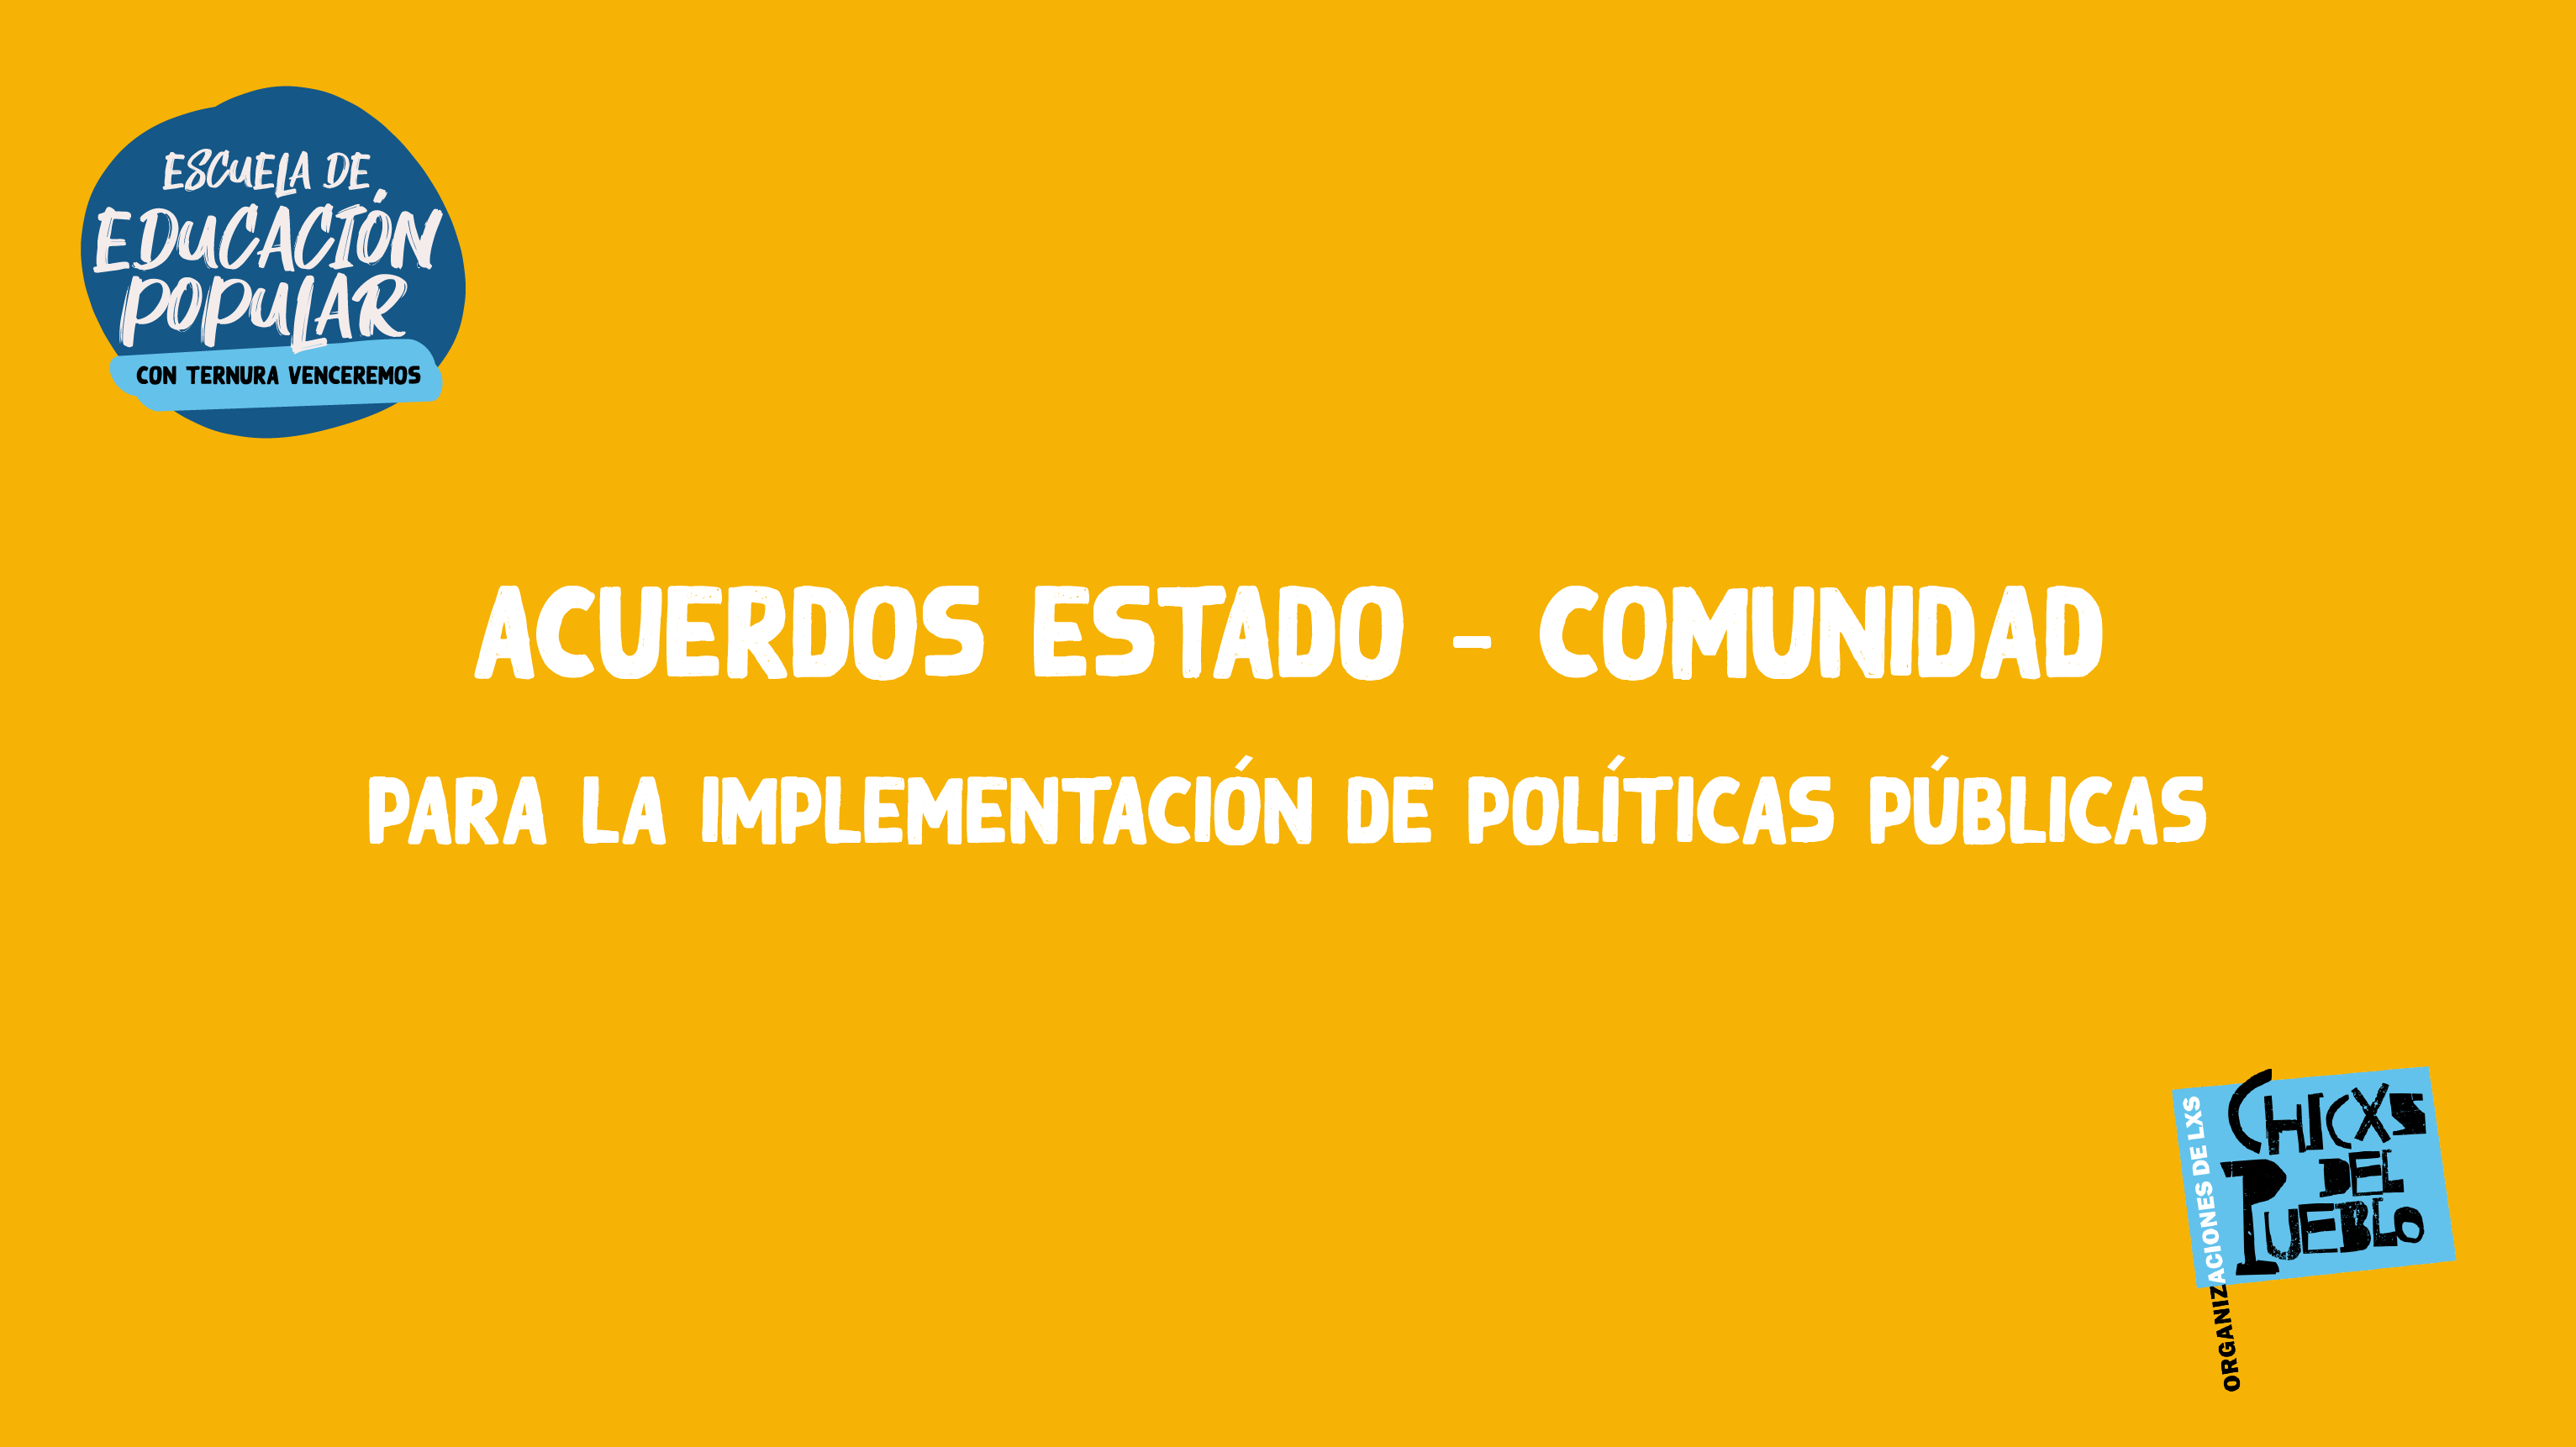 ESCUELA DE
EDUCACIÓN
POPULAR
CON TERNURA VENCEREMOS
ACUERDOS ESTADO - COMUNIDAD
PARA LA IMPLEMENTACIÓN DE POLÍTICAS PÚBLICAS
ORGANIZACIONES DE LXS
CHICXS
DEL
PUEBLO